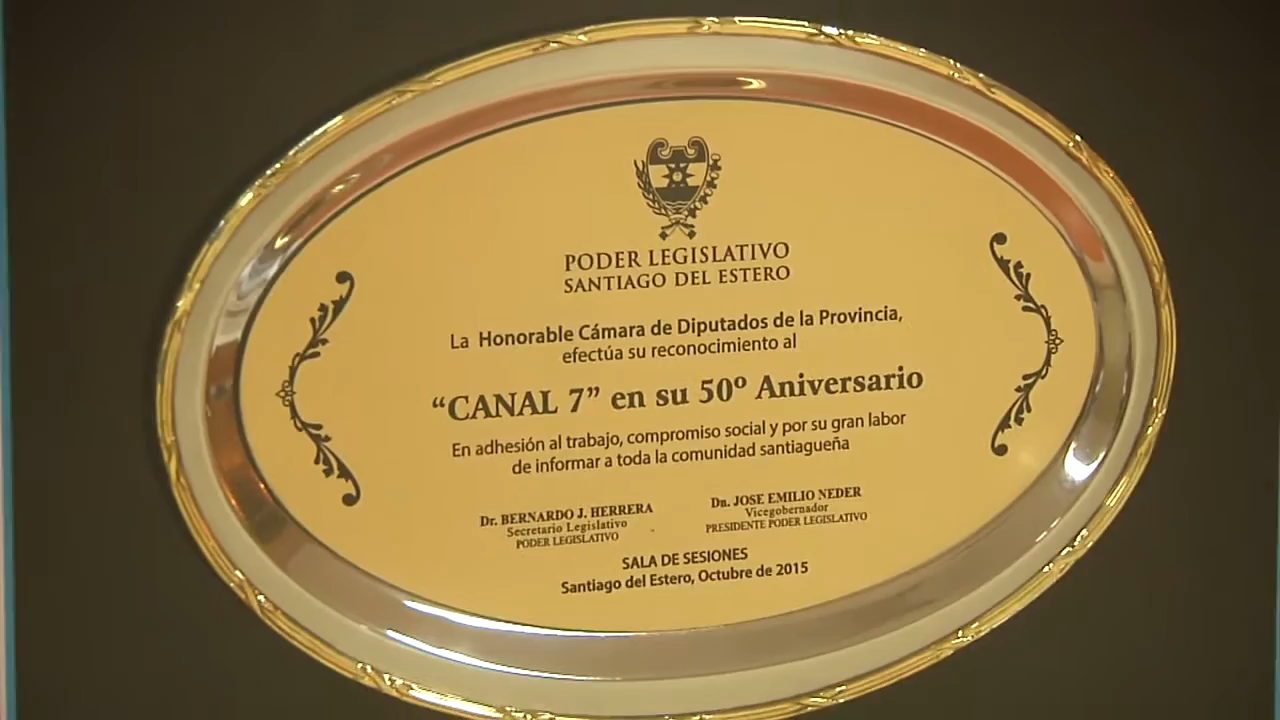 PODER LEGISLATIVO
SANTIAGO DEL ESTERO
La Honorable Cámara de Diputados de la Provincia,
efectúa su reconocimiento al
“CANAL 7” en su 50º Aniversario
En adhesión al trabajo, compromiso social y por su gran labor
de informar a toda la comunidad santiagueña
Dr. BERNARDO J. HERRERA
Secretario Legislativo
PODER LEGISLATIVO
Dn. JOSE EMILIO NEDER
Vicegobernador
PRESIDENTE PODER LEGISLATIVO
SALA DE SESIONES
Santiago del Estero, Octubre de 2015